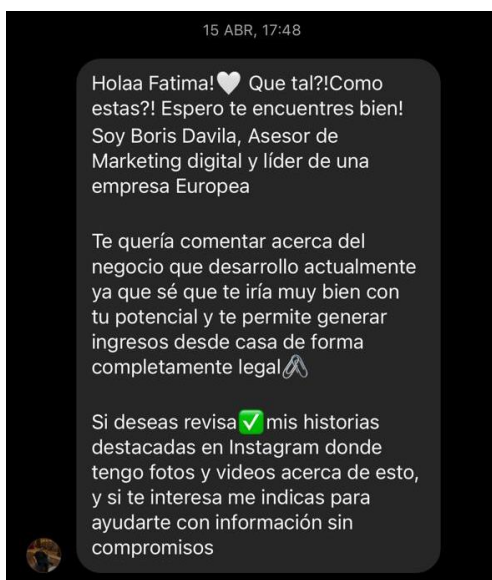 15 ABR, 17:48
Holaa Fatima!🤍 Que tal?!Como
estas?! Espero te encuentres bien!
Soy Boris Davila, Asesor de
Marketing digital y líder de una
empresa Europea
Te quería comentar acerca del
negocio que desarrollo actualmente
ya que sé que te iría muy bien con
tu potencial y te permite generar
ingresos desde casa de forma
completamente legal🖇️
Si deseas revisa✅mis historias
destacadas en Instagram donde
tengo fotos y videos acerca de esto,
y si te interesa me indicas para
ayudarte con información sin
compromisos